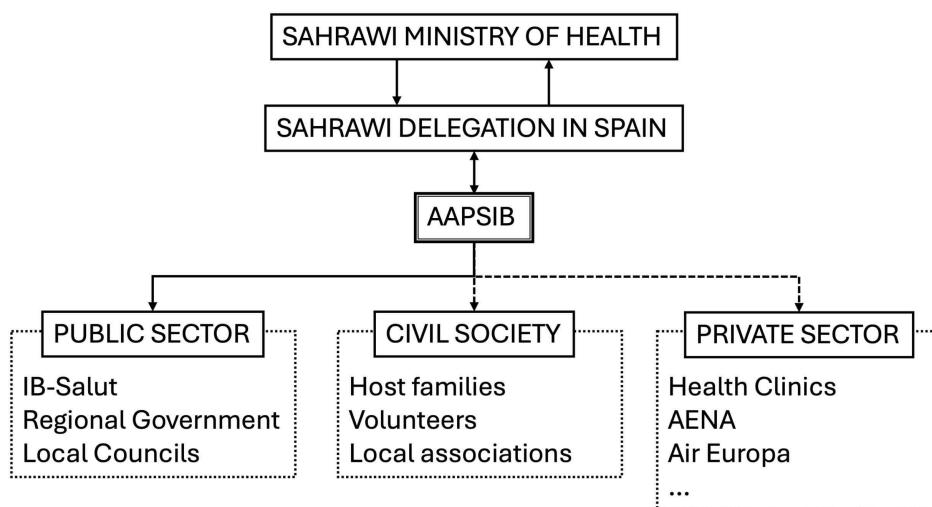 SAHRAWI MINISTRY OF HEALTH
SAHRAWI DELEGATION IN SPAIN
AAPSIB
PUBLIC SECTOR
IB-Salut
Regional Government
Local Councils
CIVIL SOCIETY
Host families
Volunteers
Local associations
PRIVATE SECTOR
Health Clinics
AENA
Air Europa
...